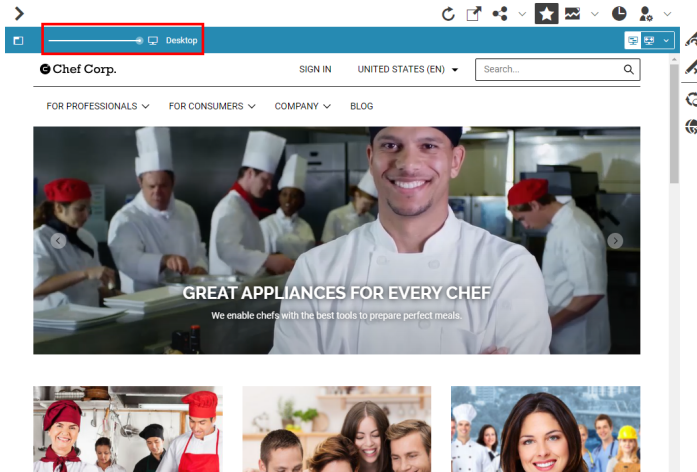 Desktop
Chef Corp.
SIGN IN UNITED STATES (EN) Search...
FOR PROFESSIONALS FOR CONSUMERS COMPANY BLOG
GREAT APPLIANCES FOR EVERY CHEF
We enable chefs with the best tools to prepare perfect meals.